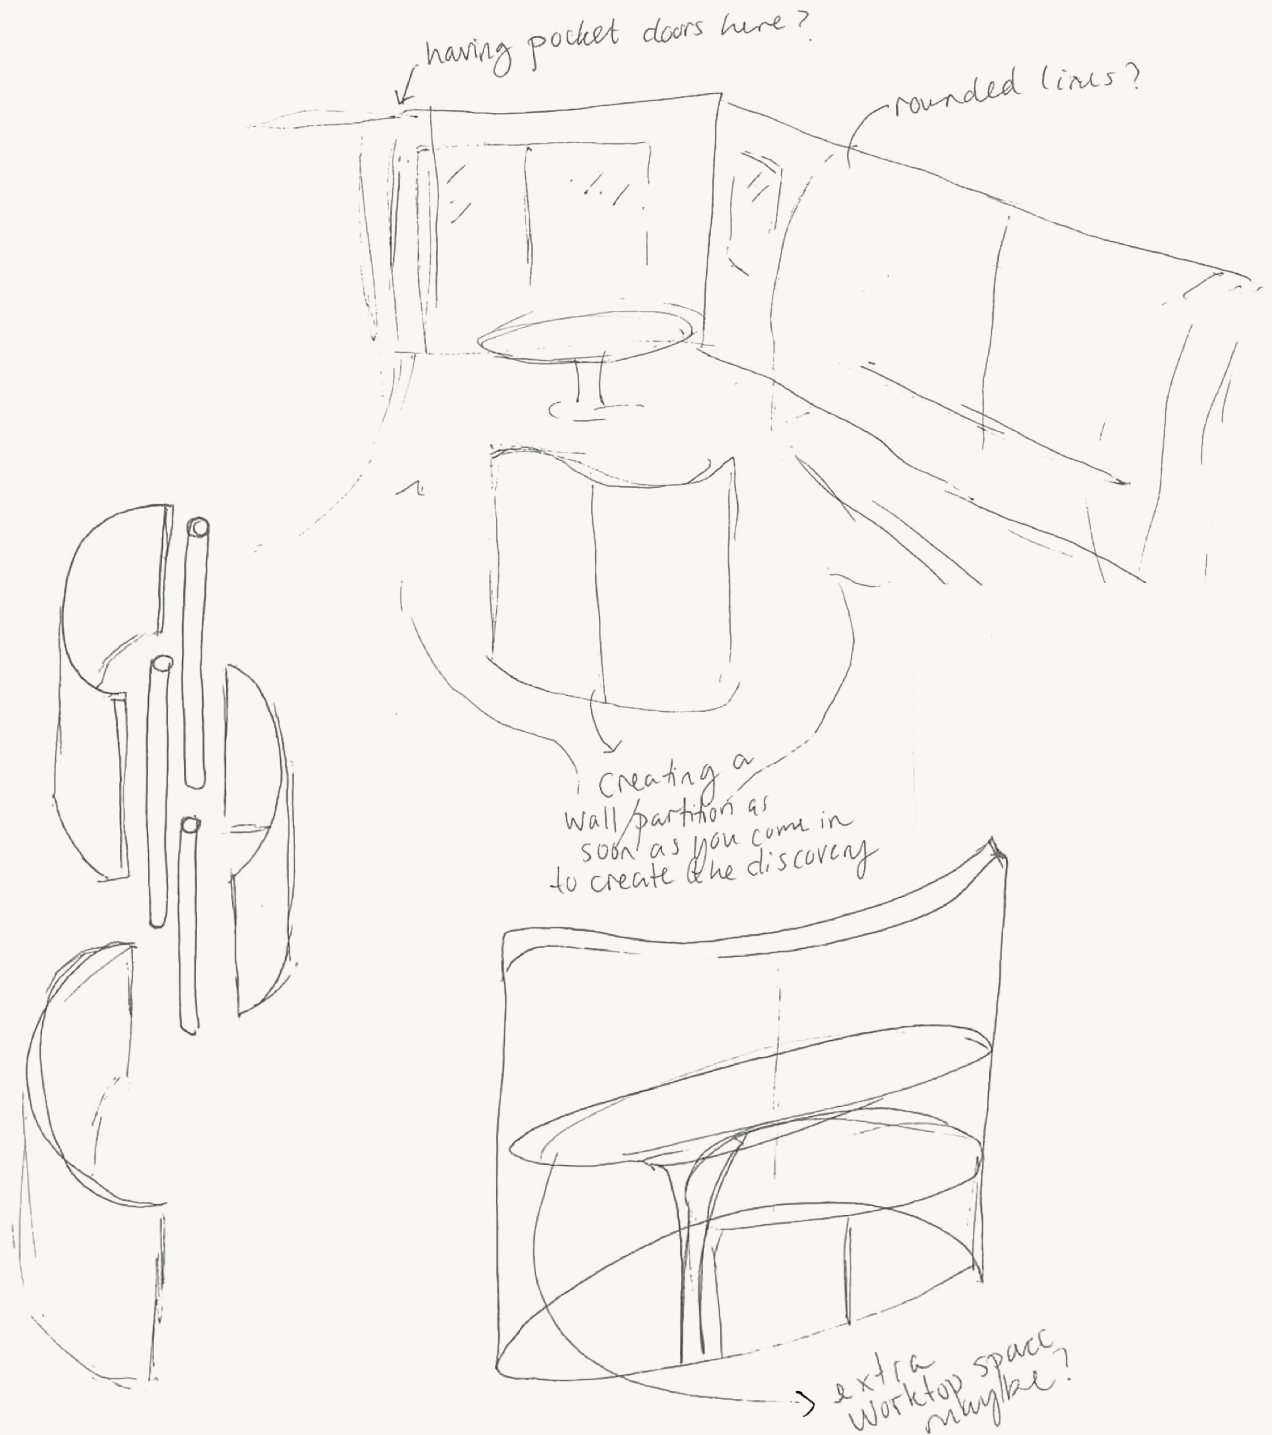 having pocket doors here?
rounded lines?
creating a
wall/partition as
soon as you come in
to create the discovery
extra
worktop space
maybe?